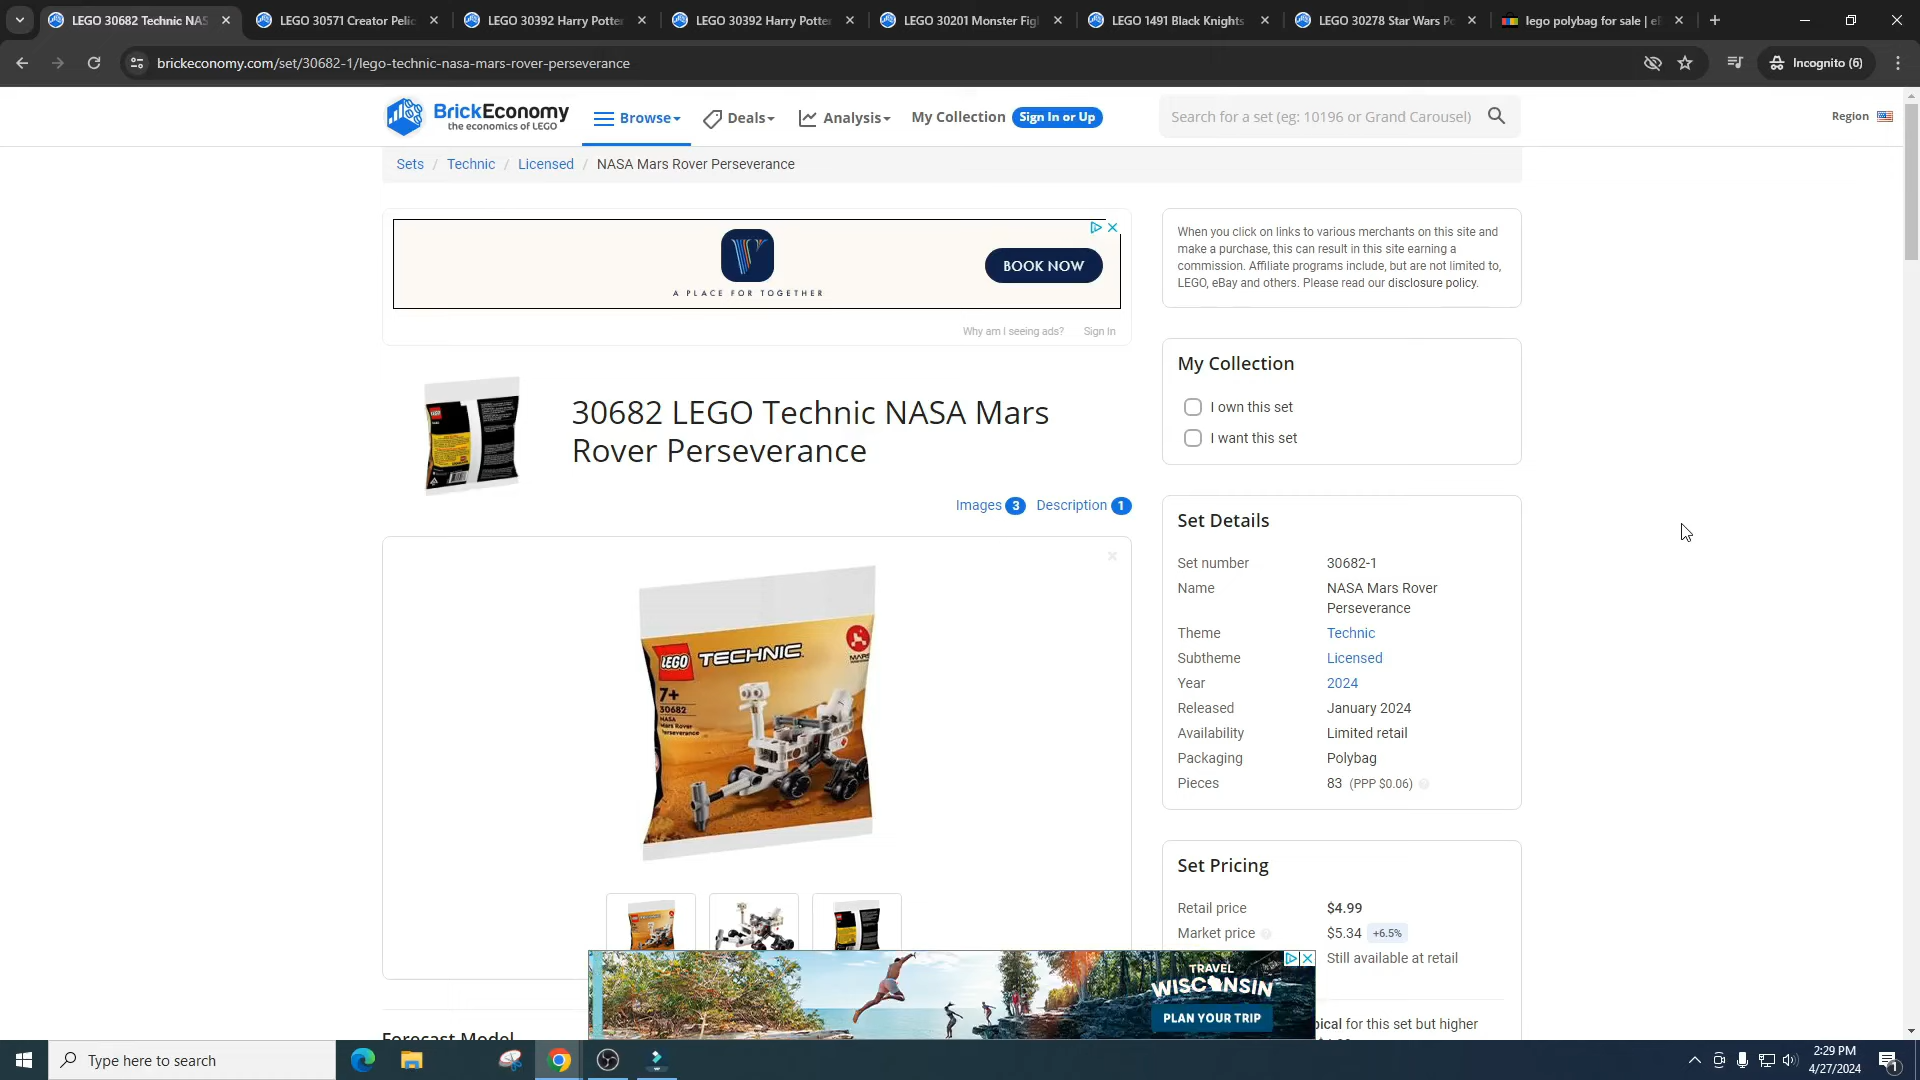 LEGO 30682 Technic NAS
LEGO 30571 Creator Pelic
LEGO 30392 Harry Potter
LEGO 30392 Harry Potter
LEGO 30201 Monster Fig
LEGO 1491 Black Knights
LEGO 30278 Star Wars Po
lego polybag for sale | eB
brickeconomy.com/set/30682-1/lego-technic-nasa-mars-rover-perseverance
Incognito (6)
BrickEconomy
the economics of LEGO
Browse
Deals
Analysis
My Collection
Sign In or Up
Search for a set (eg: 10196 or Grand Carousel)
Region
Sets / Technic / Licensed / NASA Mars Rover Perseverance
A PLACE FOR TOGETHER
BOOK NOW
Why am I seeing ads?
Sign In
When you click on links to various merchants on this site and
make a purchase, this can result in this site earning a
commission. Affiliate programs include, but are not limited to,
LEGO, eBay and others. Please read our disclosure policy.
My Collection
I own this set
I want this set
30682 LEGO Technic NASA Mars
Rover Perseverance
Images 3
Description 1
LEGO TECHNIC
MARS
7+
30682
NASA
Mars Rover
Perseverance
Set Details
Set number 30682-1
Name NASA Mars Rover
Perseverance
Theme Technic
Subtheme Licensed
Year 2024
Released January 2024
Availability Limited retail
Packaging Polybag
Pieces 83 (PPP $0.06)
Set Pricing
Retail price $4.99
Market price $5.34 +6.5%
Still available at retail
pical for this set but higher
Forecast Model
TRAVEL
WISCONSIN
PLAN YOUR TRIP
Type here to search
2:29 PM
4/27/2024
1